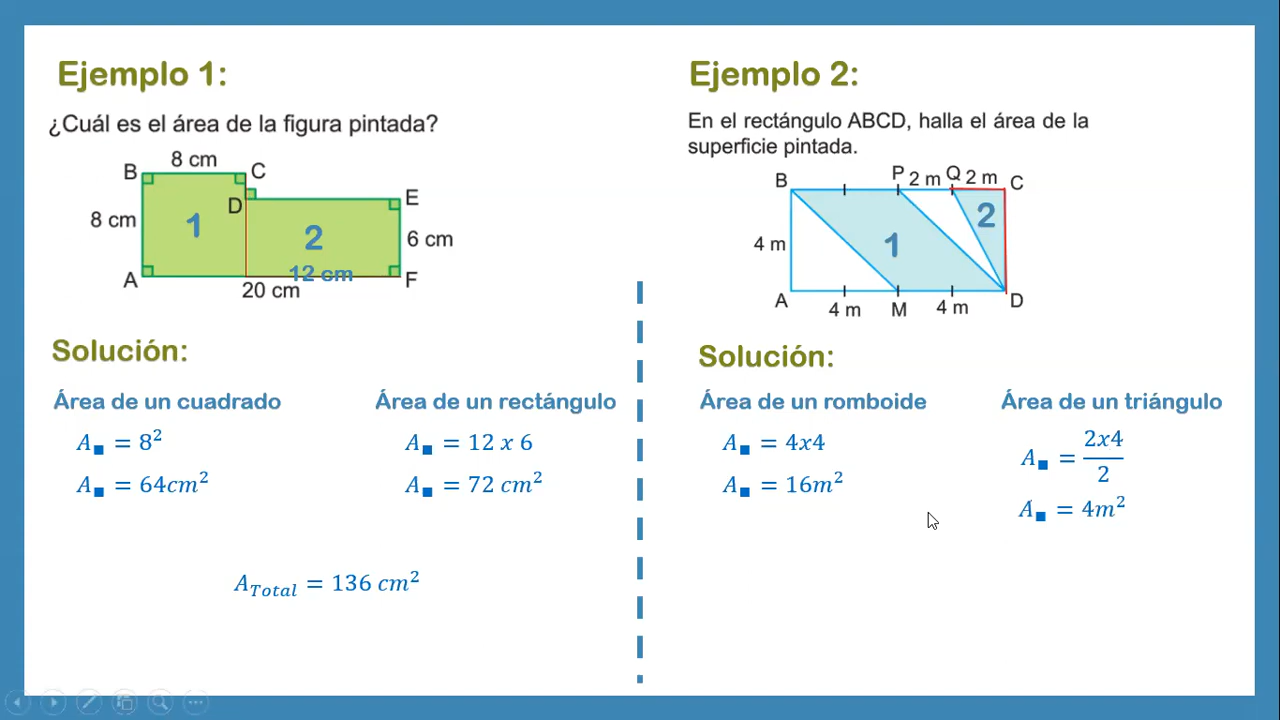 Ejemplo 1:
¿Cuál es el área de la figura pintada?
8 cm
B
C
8 cm
D
E
1
2
6 cm
12 cm
A
F
20 cm
Solución:
Área de un cuadrado
A■ = 8²
A■ = 64cm²
Área de un rectángulo
A■ = 12 x 6
A■ = 72 cm²
A_Total = 136 cm²
Ejemplo 2:
En el rectángulo ABCD, halla el área de la
superficie pintada.
B
P
2 m
Q
2 m
C
2
4 m
1
A
4 m
M
4 m
D
Solución:
Área de un romboide
A■ = 4x4
A■ = 16m²
Área de un triángulo
A■ = 2x4/2
A■ = 4m²